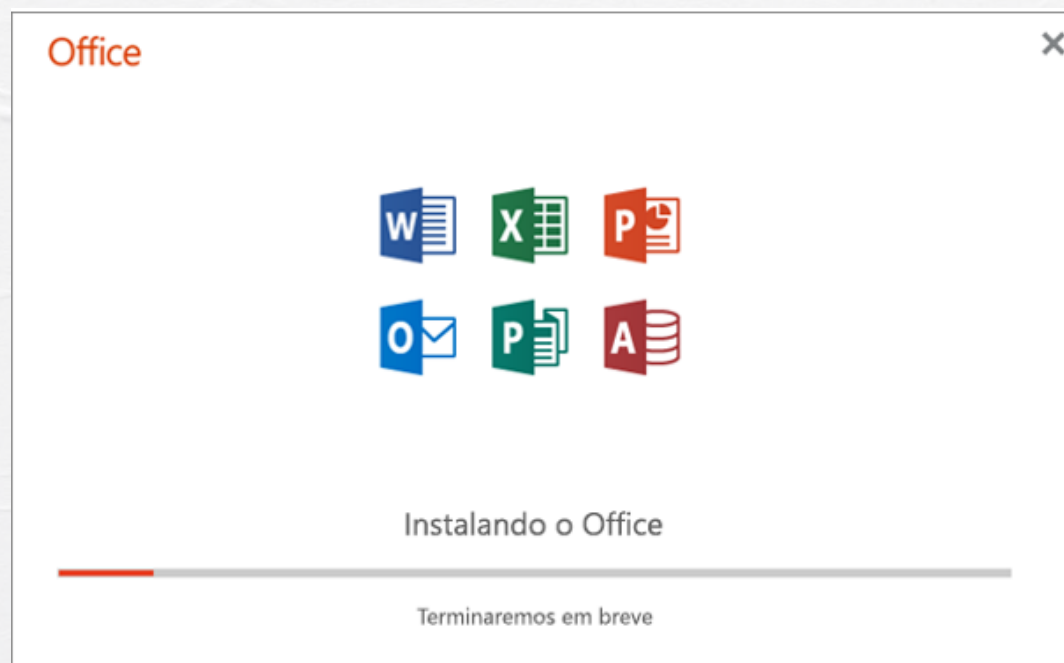 Office
W X P
O P A
Instalando o Office
Terminaremos em breve